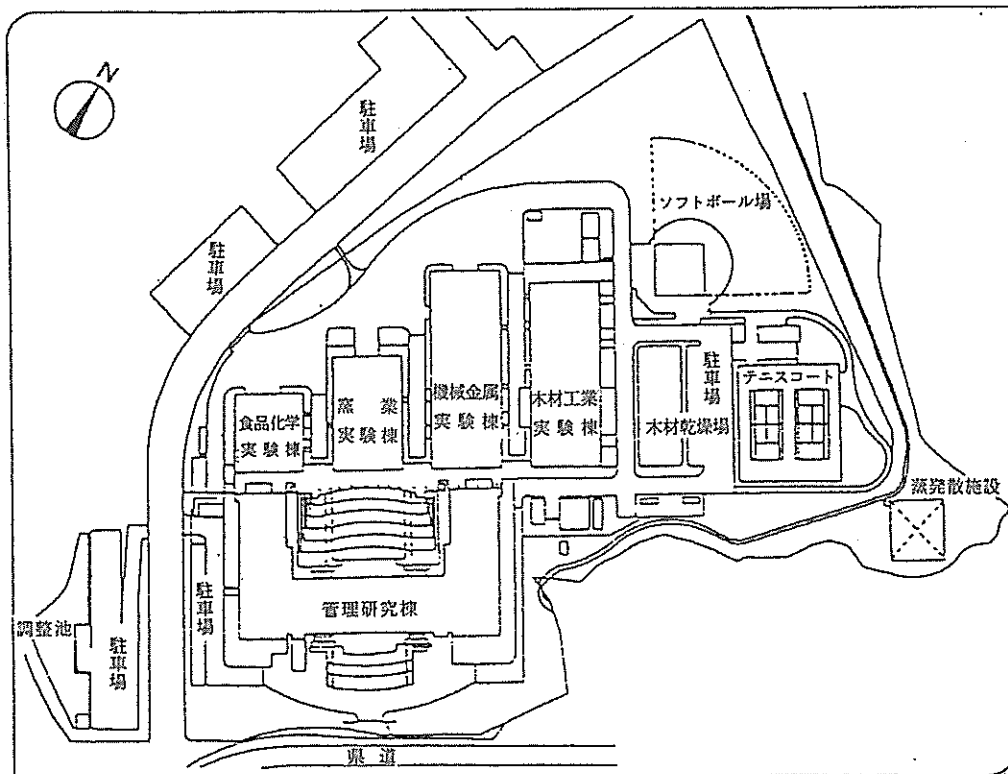 N
駐車場
駐車場
ソフトボール場
食品化学
実験棟
窯業
実験棟
機械金属
実験棟
木材工業
実験棟
木材乾燥場
駐車場
テニスコート
蒸発散施設
管理研究棟
駐車場
調整池
駐車場
県道